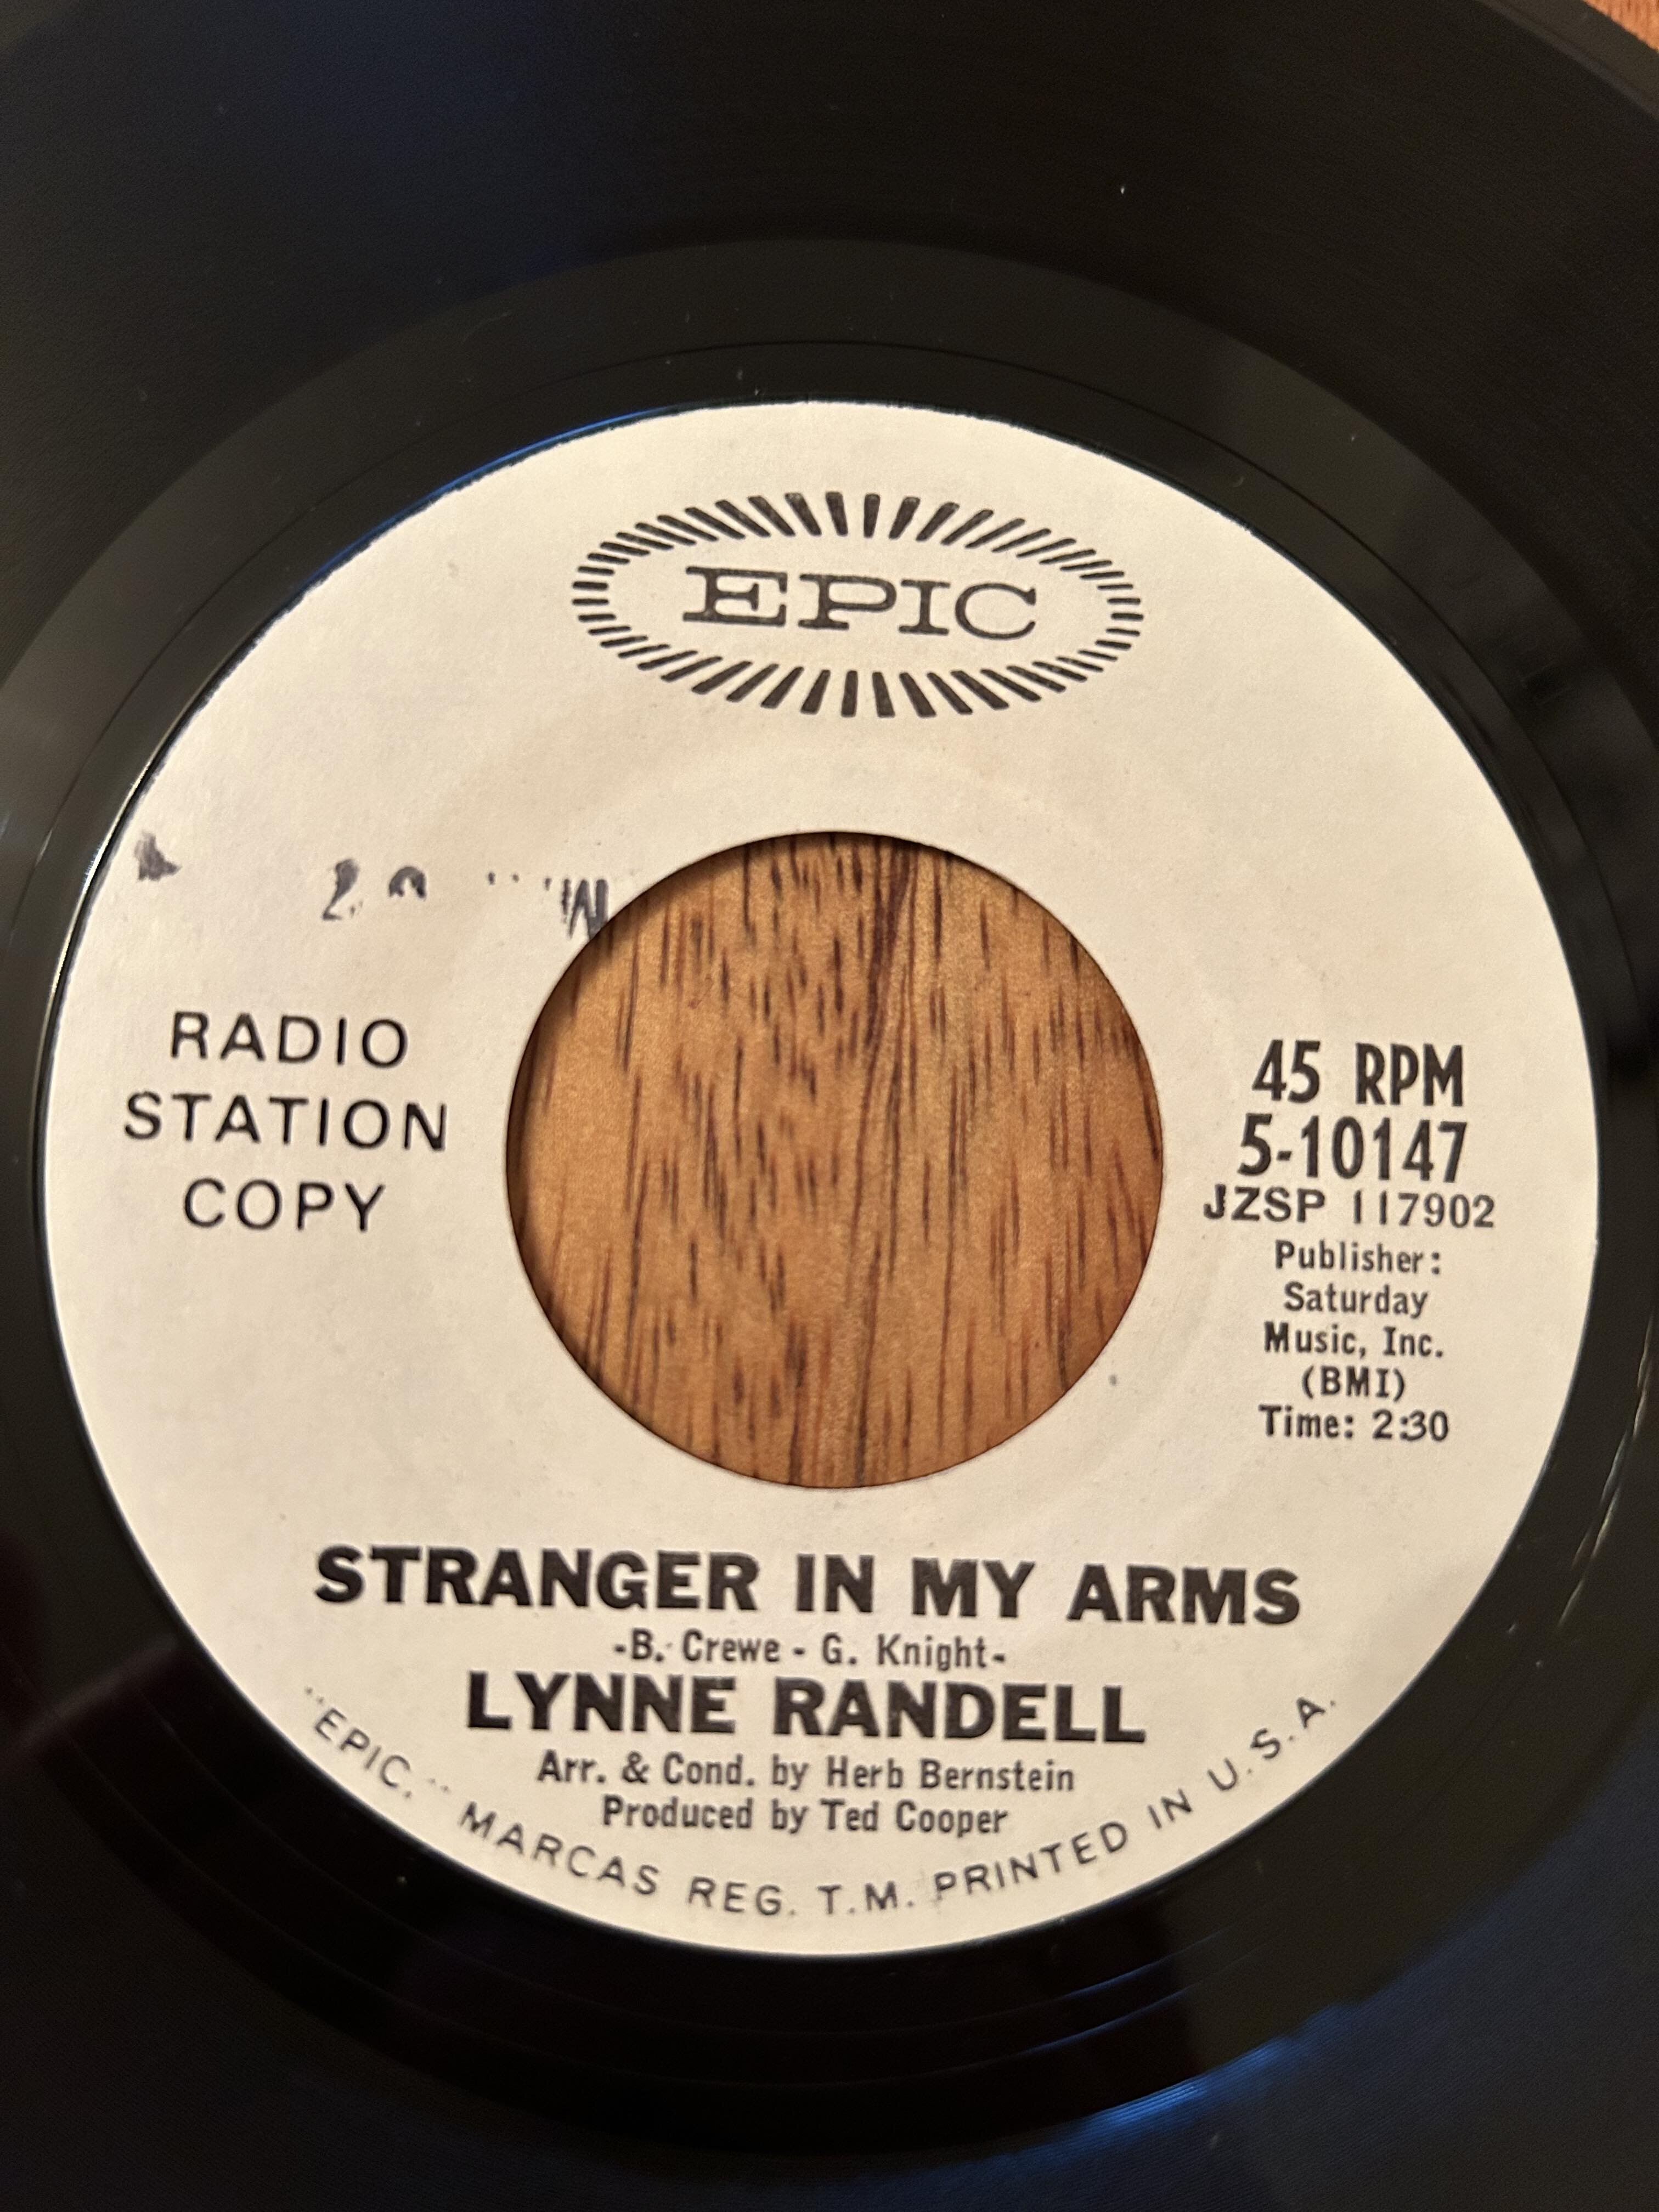 EPIC
RADIO
STATION
COPY
45 RPM
5-10147
JZSP 117902
Publisher:
Saturday
Music, Inc.
(BMI)
Time: 2:30
STRANGER IN MY ARMS
-B. Crewe - G. Knight-
LYNNE RANDELL
Arr. & Cond. by Herb Bernstein
Produced by Ted Cooper
"EPIC," MARCAS REG. T.M. PRINTED IN U.S.A.